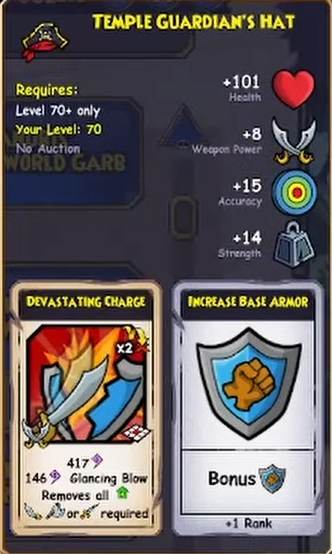 TEMPLE GUARDIAN'S HAT
Requires:
Level 70+ only
Your Level: 70
No Auction
WORLD GARB
+101
Health
+8
Weapon Power
+15
Accuracy
+14
Strength
DEVASTATING CHARGE
x2
417
146 Glancing Blow
Removes all
or required
INCREASE BASE ARMOR
Bonus
+1 Rank